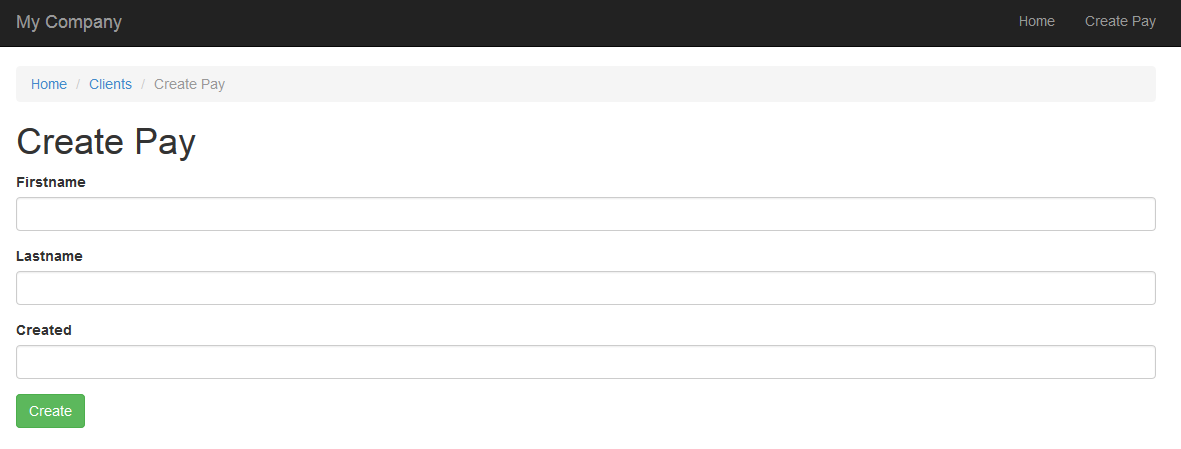 My Company Home Create Pay
Home / Clients / Create Pay
Create Pay
Firstname
Lastname
Created
Create